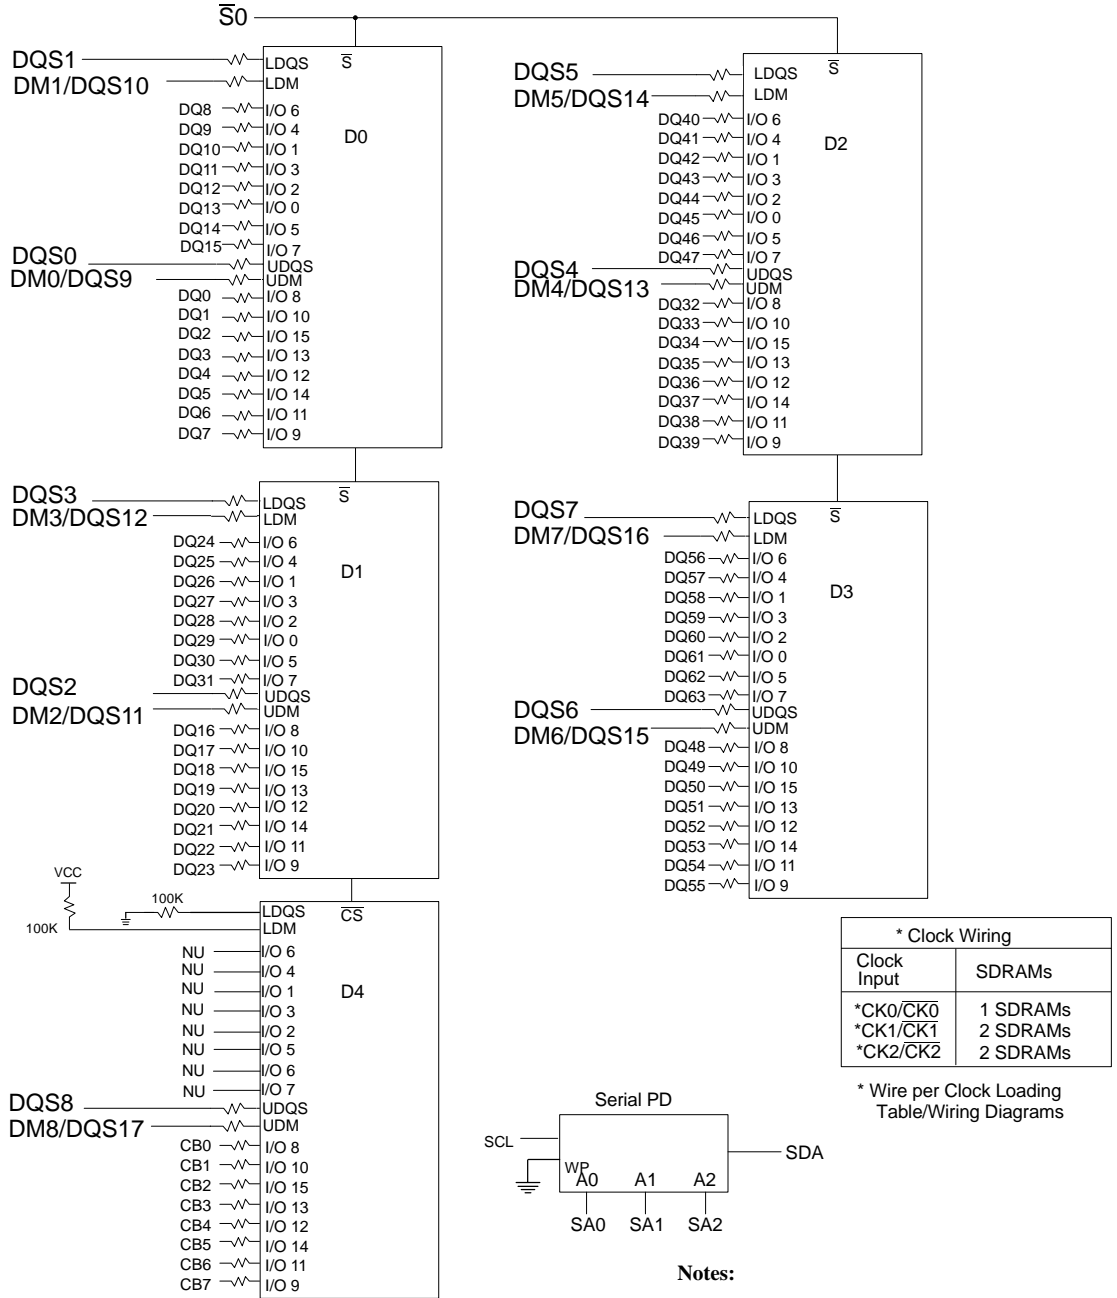 S0
DQS1
DM1/DQS10
LDQS
S
LDM
DQ8 I/O 6
DQ9 I/O 4
DQ10 I/O 1
DQ11 I/O 3
DQ12 I/O 2
DQ13 I/O 0
DQ14 I/O 5
DQ15 I/O 7
D0
DQS0
DM0/DQS9
UDQS
UDM
DQ0 I/O 8
DQ1 I/O 10
DQ2 I/O 15
DQ3 I/O 13
DQ4 I/O 12
DQ5 I/O 14
DQ6 I/O 11
DQ7 I/O 9
DQS3
DM3/DQS12
LDQS
S
LDM
DQ24 I/O 6
DQ25 I/O 4
DQ26 I/O 1
DQ27 I/O 3
DQ28 I/O 2
DQ29 I/O 0
DQ30 I/O 5
DQ31 I/O 7
D1
DQS2
DM2/DQS11
UDQS
UDM
DQ16 I/O 8
DQ17 I/O 10
DQ18 I/O 15
DQ19 I/O 13
DQ20 I/O 12
DQ21 I/O 14
DQ22 I/O 11
DQ23 I/O 9
VCC
100K
100K
LDQS
CS
LDM
NU I/O 6
NU I/O 4
NU I/O 1
NU I/O 3
NU I/O 2
NU I/O 5
NU I/O 6
NU I/O 7
D4
DQS8
DM8/DQS17
UDQS
UDM
CB0 I/O 8
CB1 I/O 10
CB2 I/O 15
CB3 I/O 13
CB4 I/O 12
CB5 I/O 14
CB6 I/O 11
CB7 I/O 9
DQS5
DM5/DQS14
LDQS
S
LDM
DQ40 I/O 6
DQ41 I/O 4
DQ42 I/O 1
DQ43 I/O 3
DQ44 I/O 2
DQ45 I/O 0
DQ46 I/O 5
DQ47 I/O 7
D2
DQS4
DM4/DQS13
UDQS
UDM
DQ32 I/O 8
DQ33 I/O 10
DQ34 I/O 15
DQ35 I/O 13
DQ36 I/O 12
DQ37 I/O 14
DQ38 I/O 11
DQ39 I/O 9
DQS7
DM7/DQS16
LDQS
S
LDM
DQ56 I/O 6
DQ57 I/O 4
DQ58 I/O 1
DQ59 I/O 3
DQ60 I/O 2
DQ61 I/O 0
DQ62 I/O 5
DQ63 I/O 7
D3
DQS6
DM6/DQS15
UDQS
UDM
DQ48 I/O 8
DQ49 I/O 10
DQ50 I/O 15
DQ51 I/O 13
DQ52 I/O 12
DQ53 I/O 14
DQ54 I/O 11
DQ55 I/O 9
* Clock Wiring
Clock Input SDRAMs
*CK0/CK0 1 SDRAMs
*CK1/CK1 2 SDRAMs
*CK2/CK2 2 SDRAMs
* Wire per Clock Loading
Table/Wiring Diagrams
Serial PD
SCL
WP
SDA
A0 A1 A2
SA0 SA1 SA2
Notes: